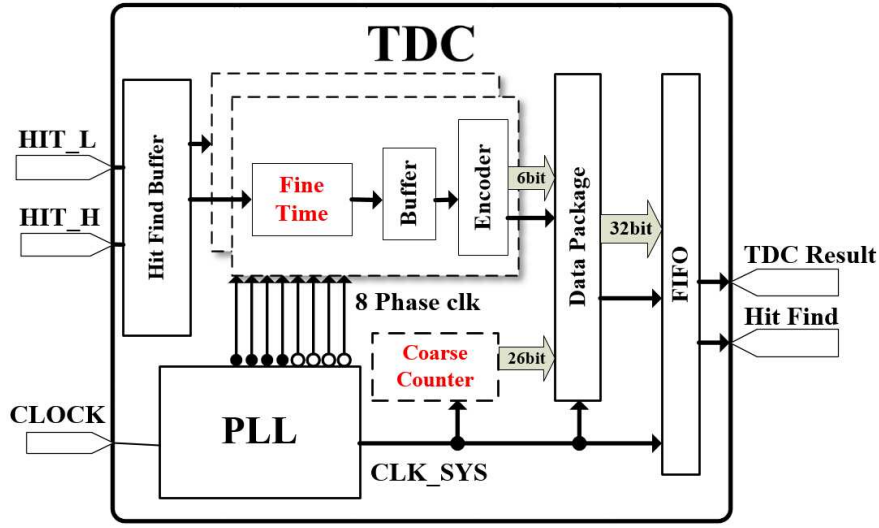 TDC
HIT_L
HIT_H
Hit Find Buffer
Fine
Time
Buffer
Encoder
6bit
Data Package
32bit
FIFO
TDC Result
Hit Find
8 Phase clk
Coarse
Counter
26bit
CLOCK
PLL
CLK_SYS